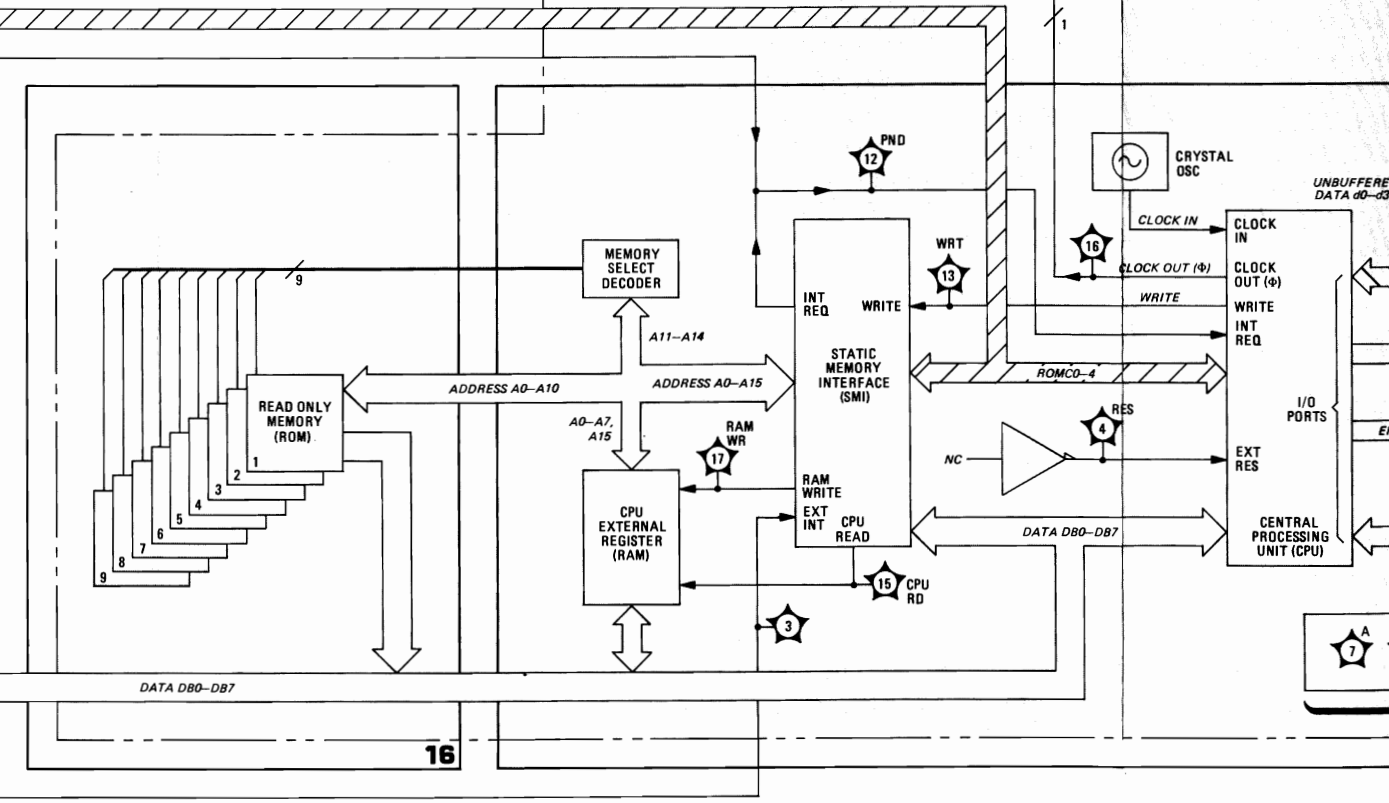 1
12
PND
CRYSTAL
OSC
UNBUFFERE
DATA d0–d3
CLOCK IN
CLOCK
IN
16
WRT
13
CLOCK OUT (Φ)
CLOCK
OUT (Φ)
MEMORY
SELECT
DECODER
9
INT
REQ
WRITE
WRITE
WRITE
INT
REQ
A11–A14
STATIC
MEMORY
INTERFACE
(SMI)
ROMC0–4
ADDRESS A0–A10
ADDRESS A0–A15
READ ONLY
MEMORY
(ROM)
1
2
3
4
5
6
7
8
9
A0–A7,
A15
RAM
WR
17
RES
4
I/O
PORTS
NC
EXT
RES
EI
RAM
WRITE
EXT
INT
CPU
READ
CPU
EXTERNAL
REGISTER
(RAM)
DATA DB0–DB7
CENTRAL
PROCESSING
UNIT (CPU)
15
CPU
RD
3
7
A
DATA DB0–DB7
16